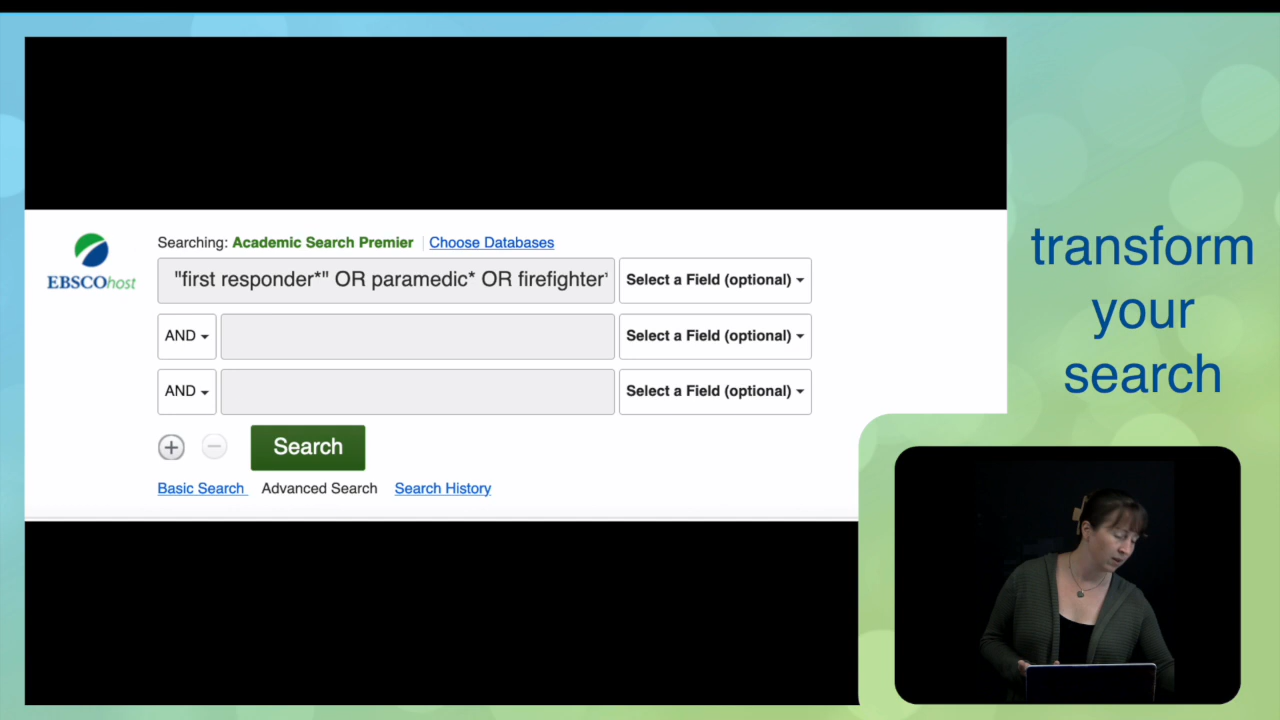 Searching: Academic Search Premier | Choose Databases
EBSCOhost
"first responder*" OR paramedic* OR firefighter
Select a Field (optional)
AND
Select a Field (optional)
AND
Select a Field (optional)
+ − Search
Basic Search Advanced Search Search History
transform
your
search